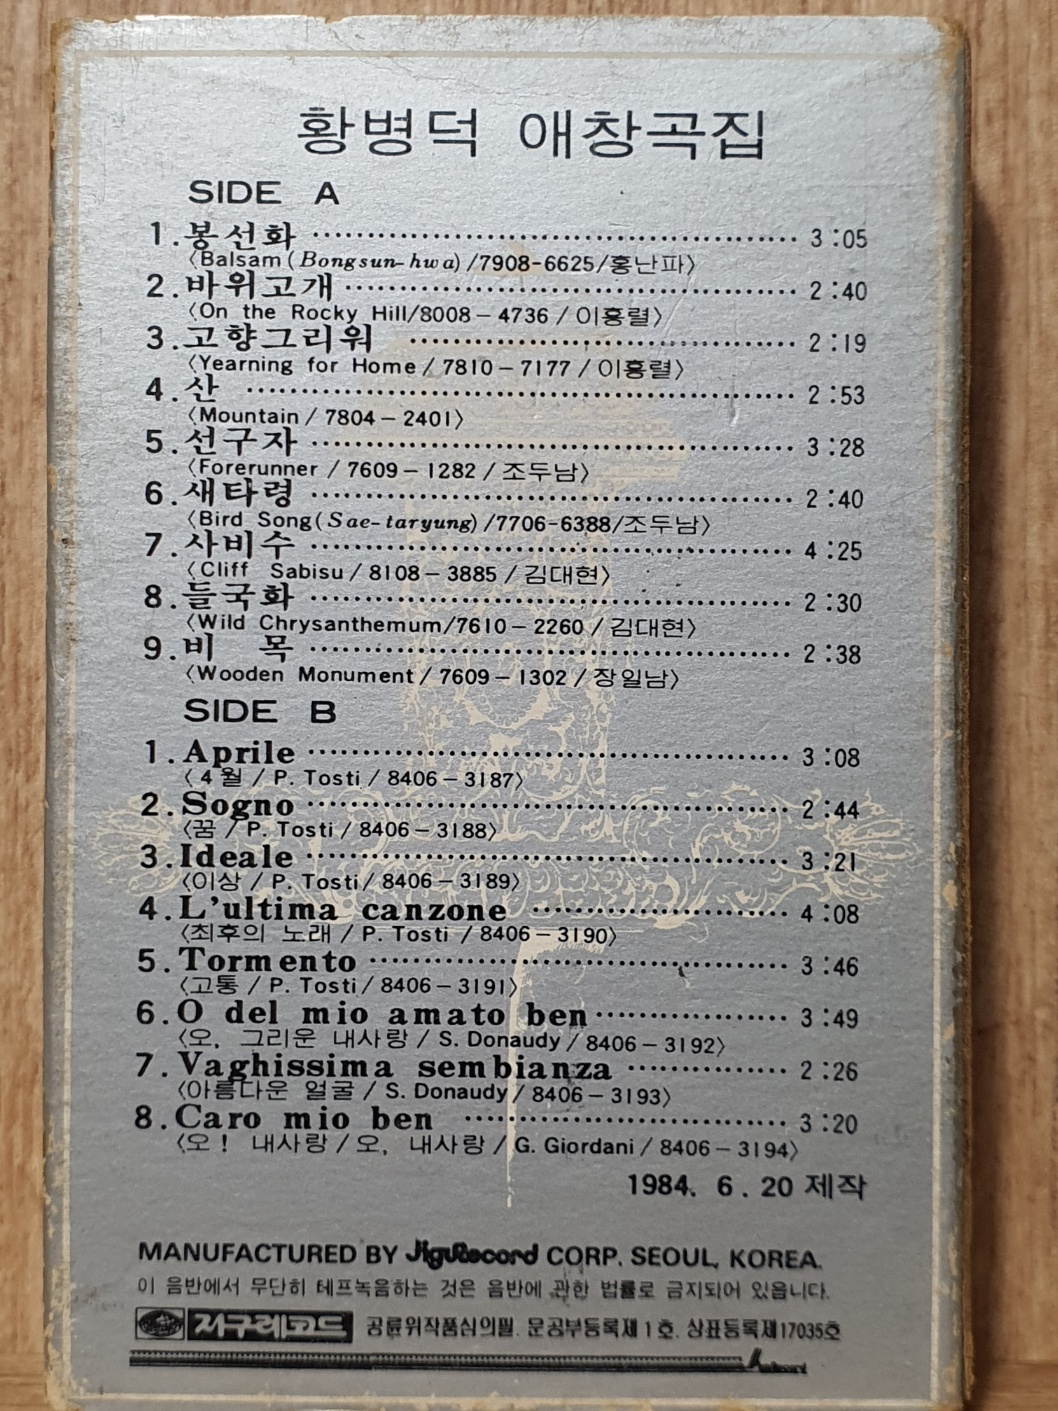 황병덕 애창곡집
SIDE A
1.봉선화 3:05
〈Balsam(Bongsun-hwa)/7908-6625/홍난파〉
2.바위고개 2:40
〈On the Rocky Hill/8008-4736/이흥렬〉
3.고향그리워 2:19
〈Yearning for Home/7810-7177/이흥렬〉
4.산 2:53
〈Mountain/7804-2401〉
5.선구자 3:28
〈Forerunner/7609-1282/조두남〉
6.새타령 2:40
〈Bird Song(Sae-taryung)/7706-6388/조두남〉
7.사비수 4:25
〈Cliff Sabisu/8108-3885/김대현〉
8.들국화 2:30
〈Wild Chrysanthemum/7610-2260/김대현〉
9.비 목 2:38
〈Wooden Monument/7609-1302/장일남〉
SIDE B
1.Aprile 3:08
〈4월/P. Tosti/8406-3187〉
2.Sogno 2:44
〈꿈/P. Tosti/8406-3188〉
3.Ideale 3:21
〈이상/P. Tosti/8406-3189〉
4.L'ultima canzone 4:08
〈최후의 노래/P. Tosti/8406-3190〉
5.Tormento 3:46
〈고통/P. Tosti/8406-3191〉
6.O del mio amato ben 3:49
〈오, 그리운 내사랑/S. Donaudy/8406-3192〉
7.Vaghissima sembianza 2:26
〈아름다운 얼굴/S. Donaudy/8406-3193〉
8.Caro mio ben 3:20
〈오! 내사랑/오, 내사랑/G. Giordani/8406-3194〉
1984. 6. 20 제작
MANUFACTURED BY JiguRecord CORP. SEOUL, KOREA.
이 음반에서 무단히 테프녹음하는 것은 음반에 관한 법률로 금지되어 있읍니다.
지구레코드 공륜위작품심의필. 문공부등록제1호. 상표등록제17035호